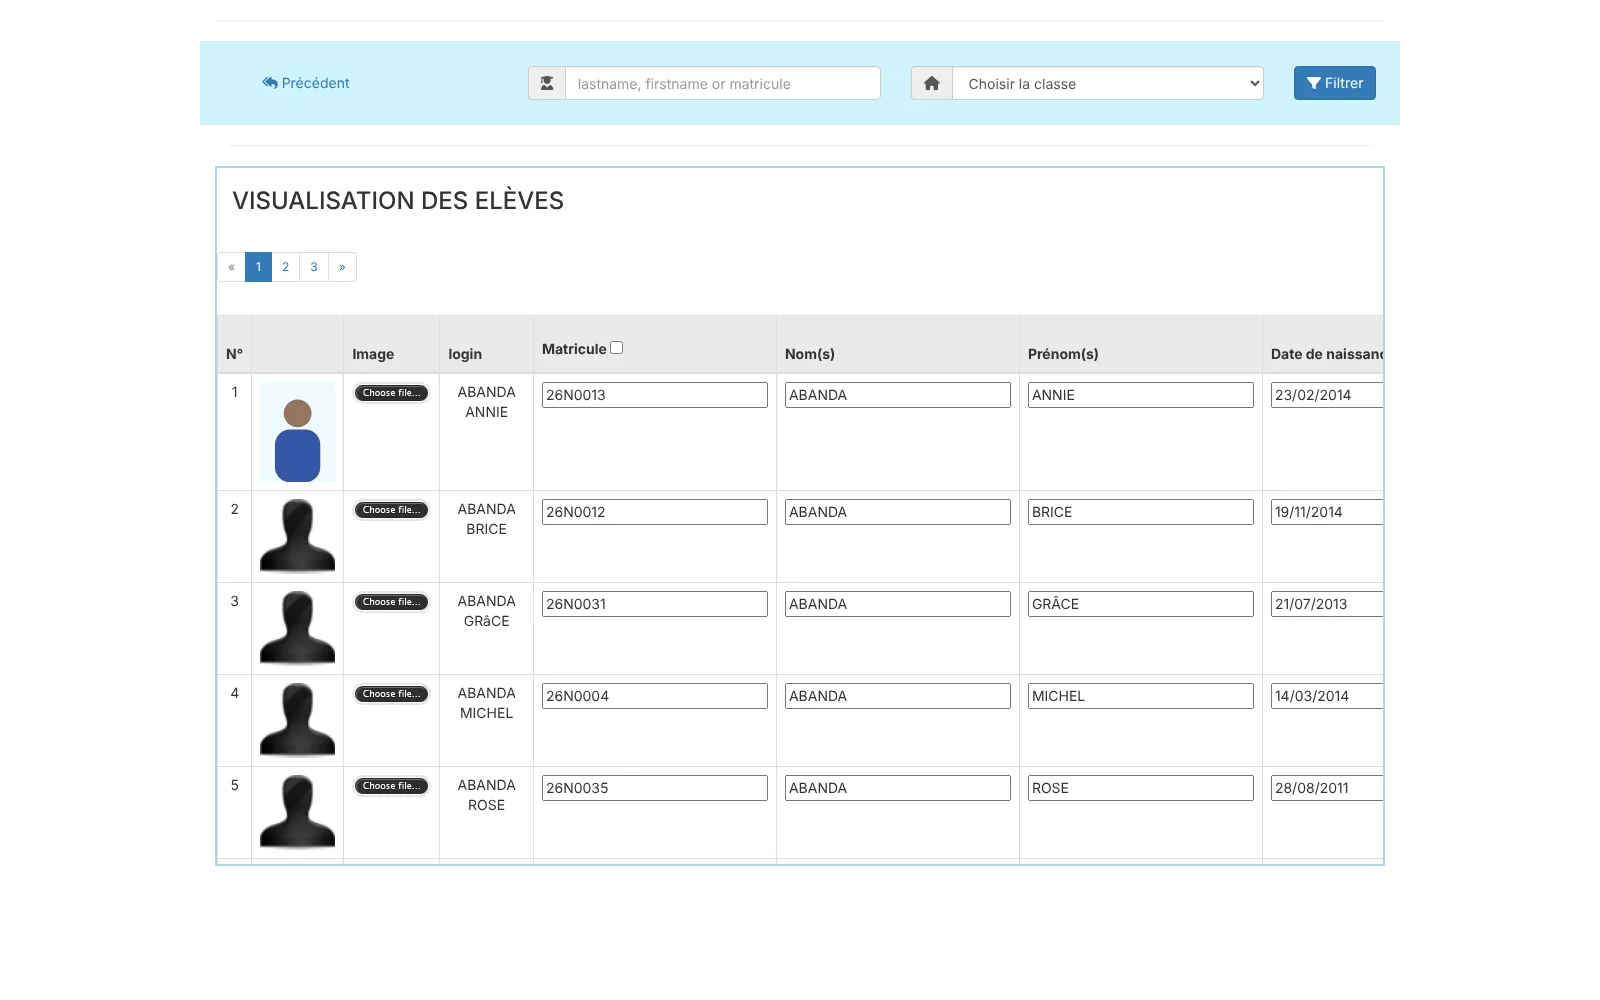 Précédent
lastname, firstname or matricule
Choisir la classe
Filtrer
VISUALISATION DES ELÈVES
« 1 2 3 »
N° Image login Matricule Nom(s) Prénom(s) Date de naissanc
1 Choose file... ABANDA ANNIE 26N0013 ABANDA ANNIE 23/02/2014
2 Choose file... ABANDA BRICE 26N0012 ABANDA BRICE 19/11/2014
3 Choose file... ABANDA GRâCE 26N0031 ABANDA GRÂCE 21/07/2013
4 Choose file... ABANDA MICHEL 26N0004 ABANDA MICHEL 14/03/2014
5 Choose file... ABANDA ROSE 26N0035 ABANDA ROSE 28/08/2011